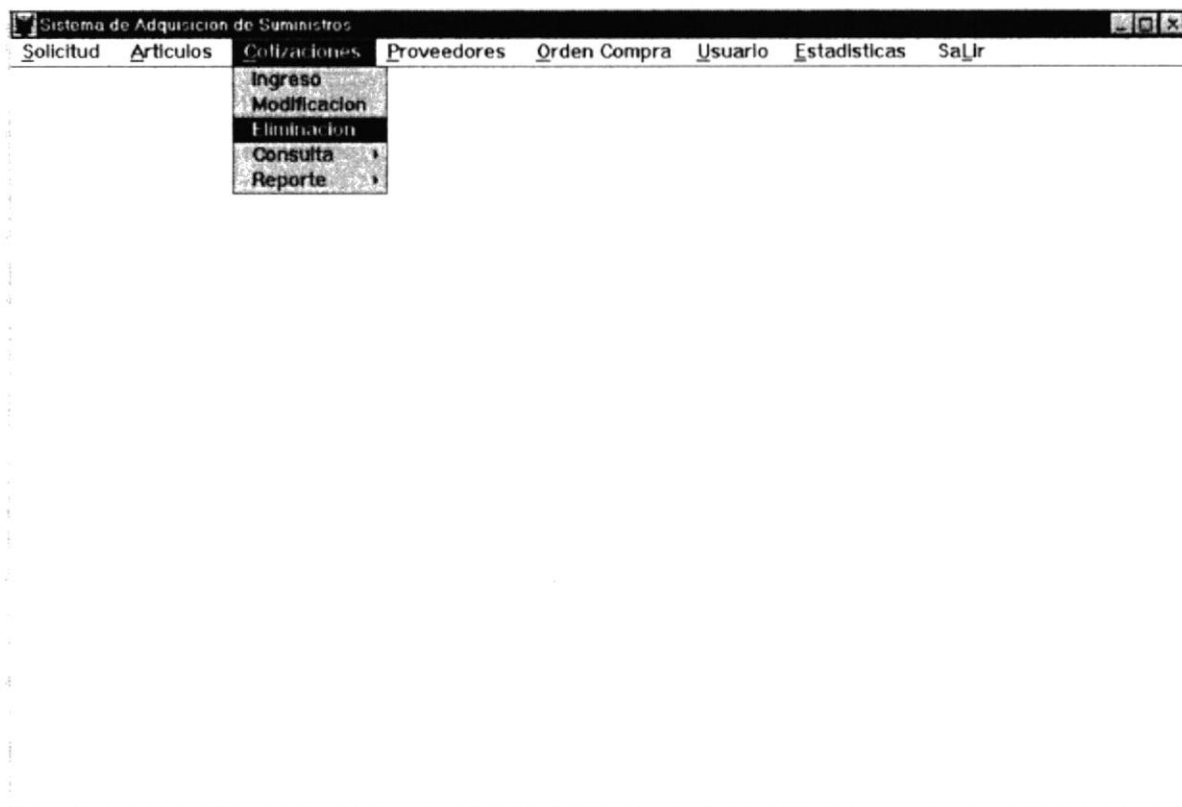 Sistema de Adquisicion de Suministros
Solicitud Articulos Cotizaciones Proveedores Orden Compra Usuario Estadisticas SaLir
Ingreso
Modificacion
Eliminacion
Consulta
Reporte